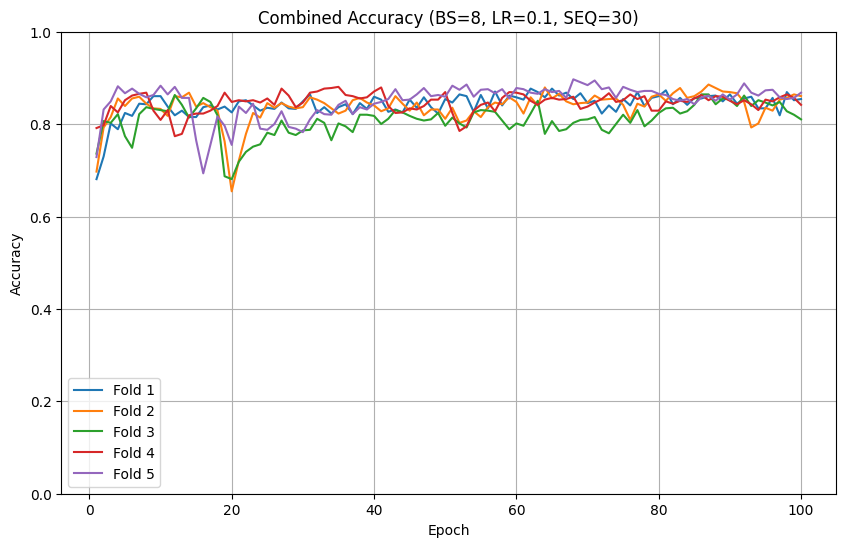 Combined Accuracy (BS=8, LR=0.1, SEQ=30)
1.0
0.8
0.6
0.4
0.2
0.0
Accuracy
Fold 1
Fold 2
Fold 3
Fold 4
Fold 5
0 20 40 60 80 100
Epoch